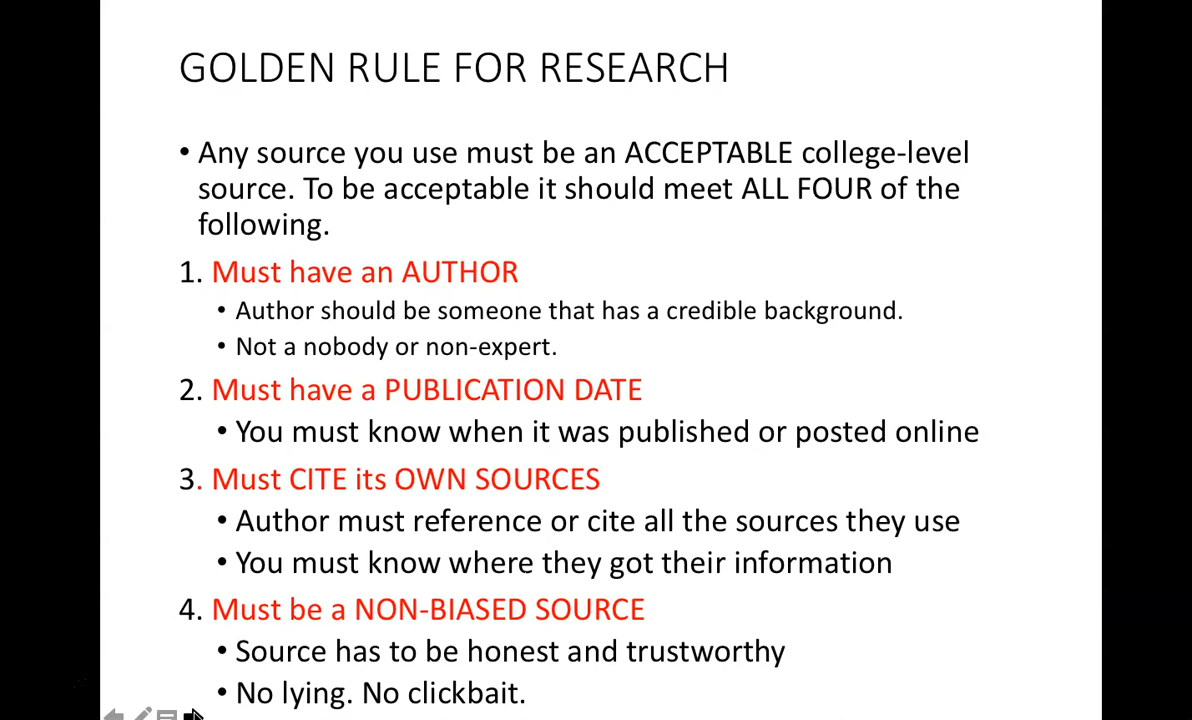 GOLDEN RULE FOR RESEARCH
• Any source you use must be an ACCEPTABLE college-level
source. To be acceptable it should meet ALL FOUR of the
following.
1. Must have an AUTHOR
• Author should be someone that has a credible background.
• Not a nobody or non-expert.
2. Must have a PUBLICATION DATE
• You must know when it was published or posted online
3. Must CITE its OWN SOURCES
• Author must reference or cite all the sources they use
• You must know where they got their information
4. Must be a NON-BIASED SOURCE
• Source has to be honest and trustworthy
• No lying. No clickbait.